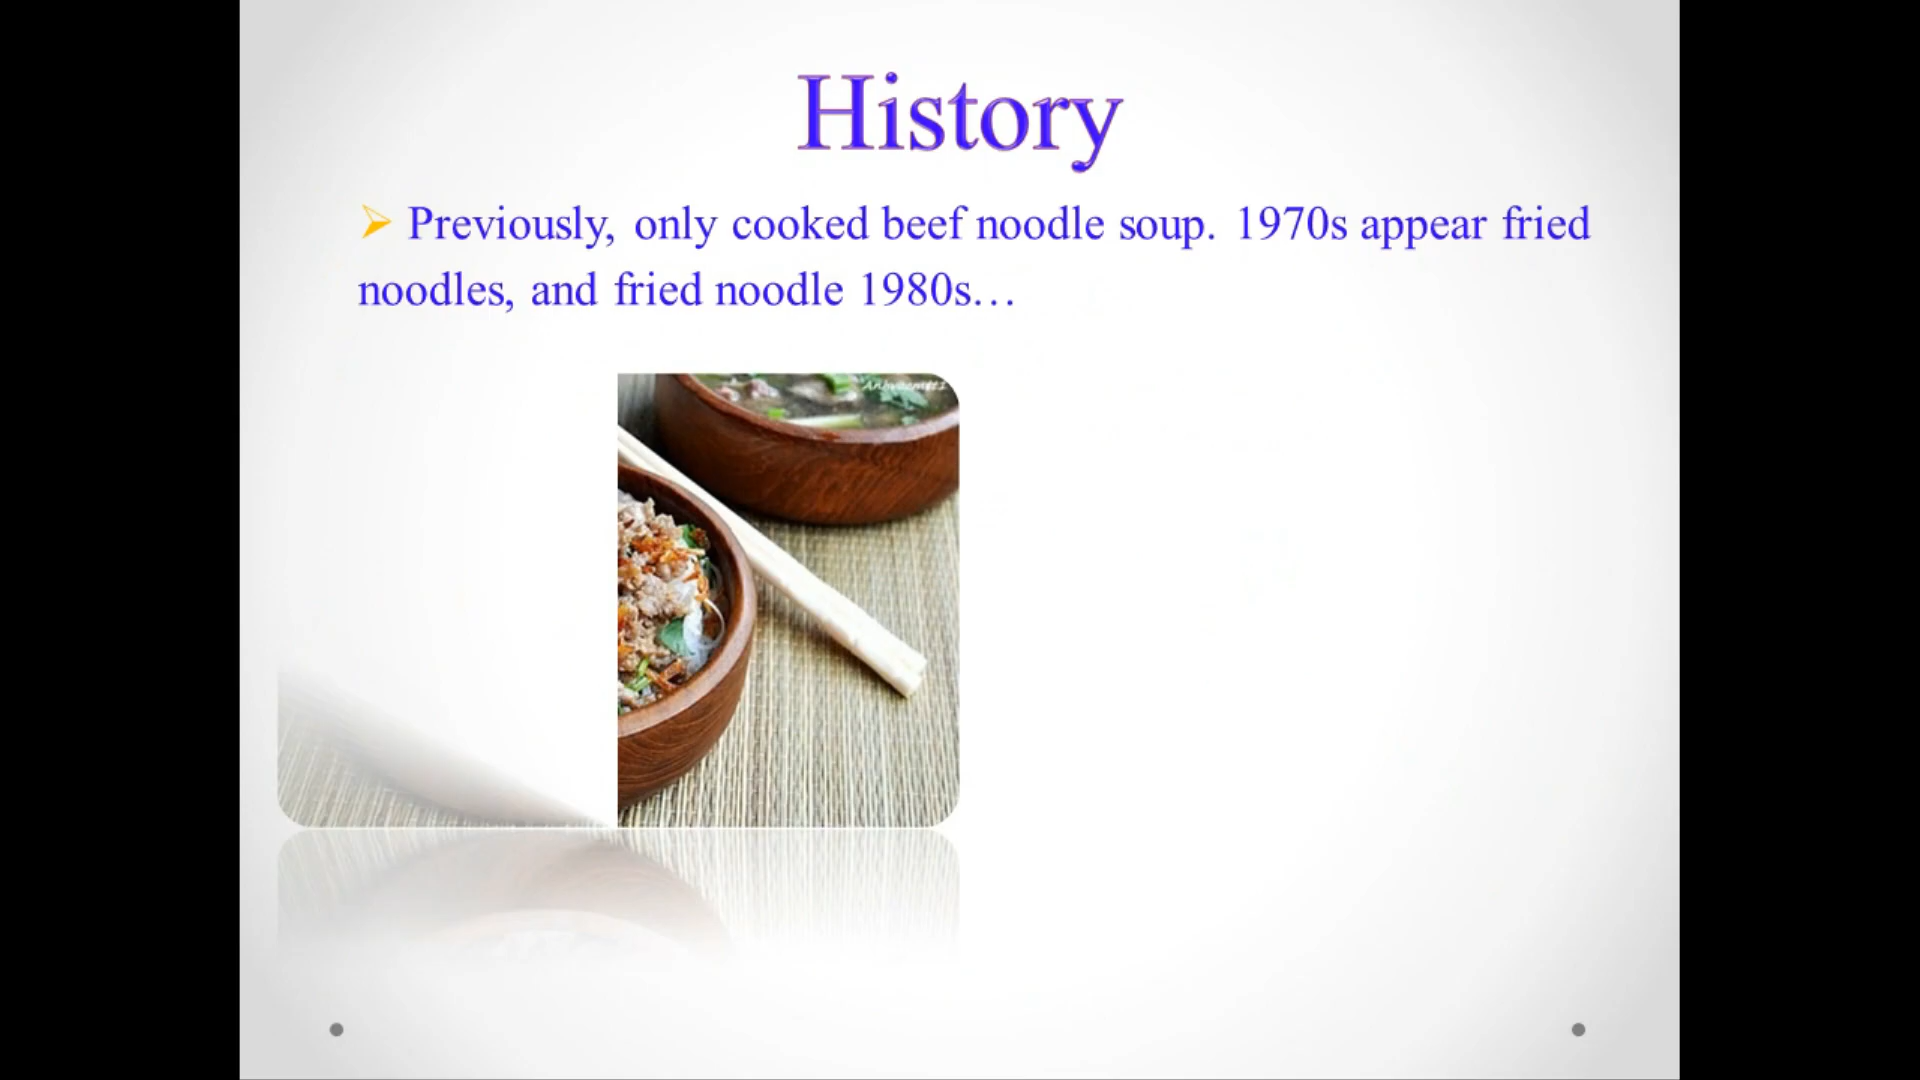 History
Previously, only cooked beef noodle soup. 1970s appear fried
noodles, and fried noodle 1980s…